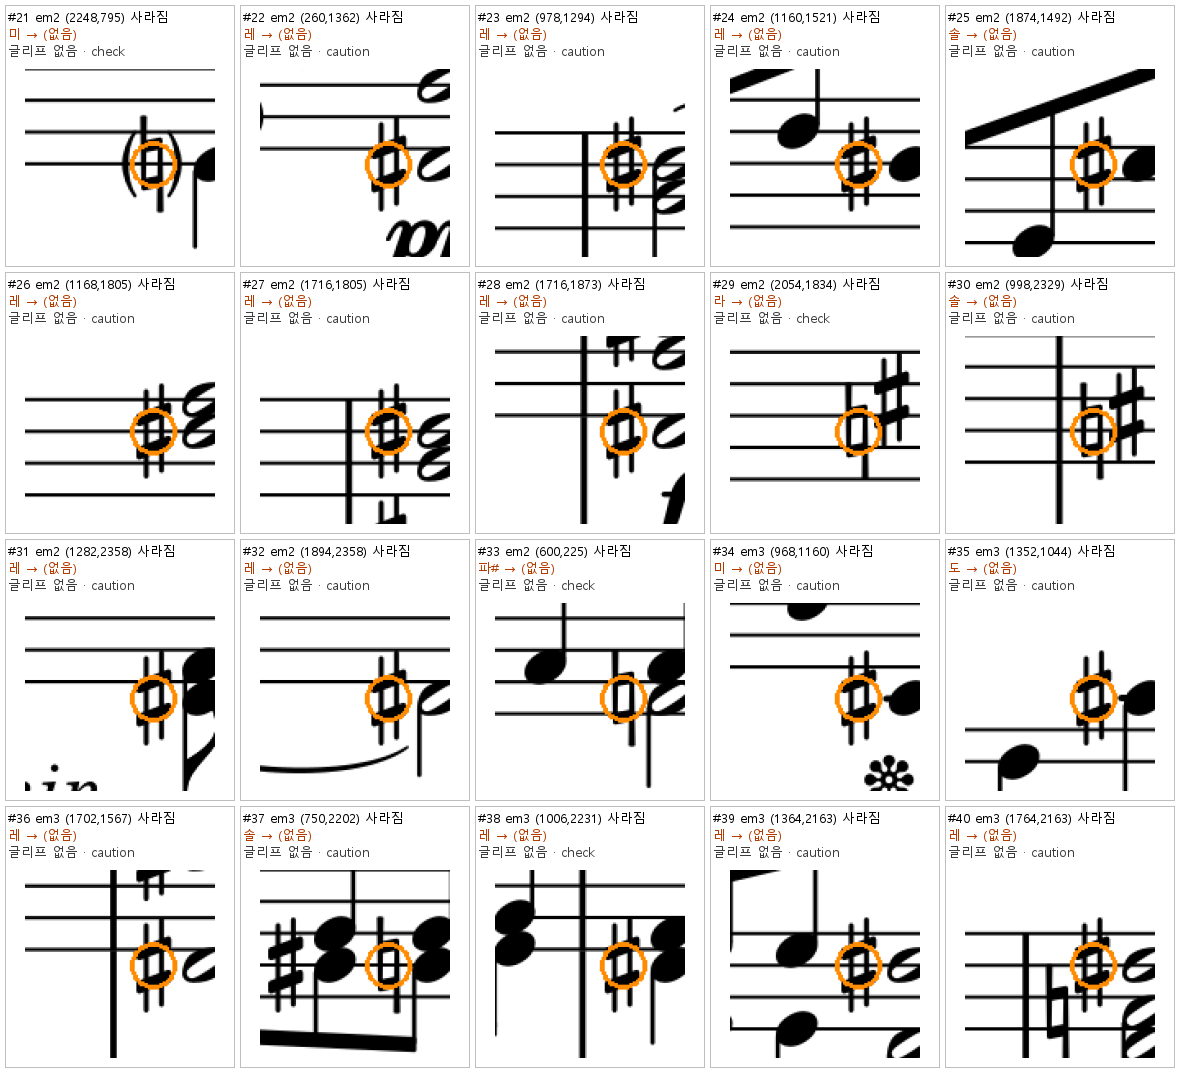 #21 em2 (2248,795) 사라짐
미 → (없음)
글리프 없음 · check
#22 em2 (260,1362) 사라짐
레 → (없음)
글리프 없음 · caution
#23 em2 (978,1294) 사라짐
레 → (없음)
글리프 없음 · caution
#24 em2 (1160,1521) 사라짐
레 → (없음)
글리프 없음 · caution
#25 em2 (1874,1492) 사라짐
솔 → (없음)
글리프 없음 · caution
#26 em2 (1168,1805) 사라짐
레 → (없음)
글리프 없음 · caution
#27 em2 (1716,1805) 사라짐
레 → (없음)
글리프 없음 · caution
#28 em2 (1716,1873) 사라짐
레 → (없음)
글리프 없음 · caution
#29 em2 (2054,1834) 사라짐
라 → (없음)
글리프 없음 · check
#30 em2 (998,2329) 사라짐
솔 → (없음)
글리프 없음 · caution
#31 em2 (1282,2358) 사라짐
레 → (없음)
글리프 없음 · caution
#32 em2 (1894,2358) 사라짐
레 → (없음)
글리프 없음 · caution
#33 em2 (600,225) 사라짐
파# → (없음)
글리프 없음 · check
#34 em3 (968,1160) 사라짐
미 → (없음)
글리프 없음 · caution
#35 em3 (1352,1044) 사라짐
도 → (없음)
글리프 없음 · caution
#36 em3 (1702,1567) 사라짐
레 → (없음)
글리프 없음 · caution
#37 em3 (750,2202) 사라짐
솔 → (없음)
글리프 없음 · caution
#38 em3 (1006,2231) 사라짐
레 → (없음)
글리프 없음 · check
#39 em3 (1364,2163) 사라짐
레 → (없음)
글리프 없음 · caution
#40 em3 (1764,2163) 사라짐
레 → (없음)
글리프 없음 · caution